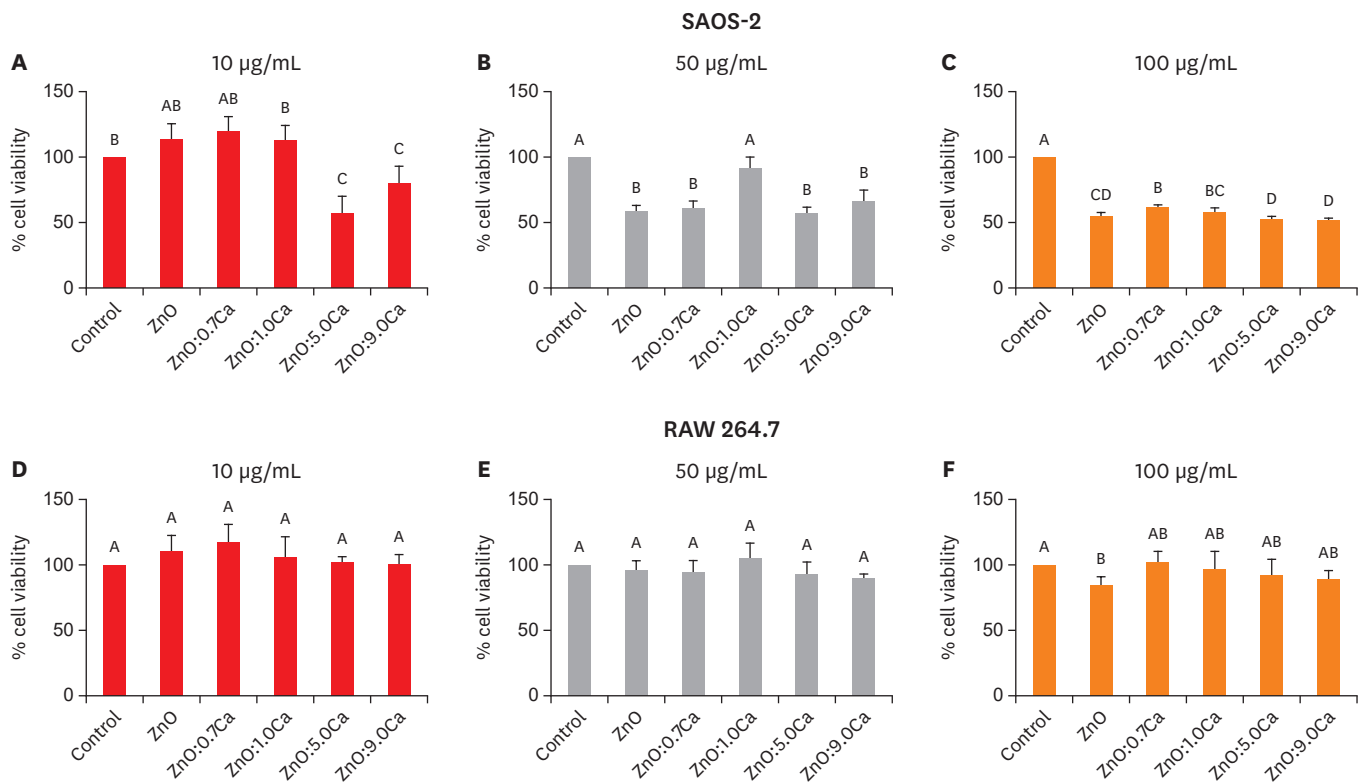 SAOS-2
A
10 µg/mL
% cell viability
150
100
50
0
B
AB
AB
B
C
C
Control
ZnO
ZnO:0.7Ca
ZnO:1.0Ca
ZnO:5.0Ca
ZnO:9.0Ca
B
50 µg/mL
% cell viability
150
100
50
0
A
B
B
A
B
B
Control
ZnO
ZnO:0.7Ca
ZnO:1.0Ca
ZnO:5.0Ca
ZnO:9.0Ca
C
100 µg/mL
% cell viability
150
100
50
0
A
CD
B
BC
D
D
Control
ZnO
ZnO:0.7Ca
ZnO:1.0Ca
ZnO:5.0Ca
ZnO:9.0Ca
RAW 264.7
D
10 µg/mL
% cell viability
150
100
50
0
A
A
A
A
A
A
Control
ZnO
ZnO:0.7Ca
ZnO:1.0Ca
ZnO:5.0Ca
ZnO:9.0Ca
E
50 µg/mL
% cell viability
150
100
50
0
A
A
A
A
A
A
Control
ZnO
ZnO:0.7Ca
ZnO:1.0Ca
ZnO:5.0Ca
ZnO:9.0Ca
F
100 µg/mL
% cell viability
150
100
50
0
A
B
AB
AB
AB
AB
Control
ZnO
ZnO:0.7Ca
ZnO:1.0Ca
ZnO:5.0Ca
ZnO:9.0Ca